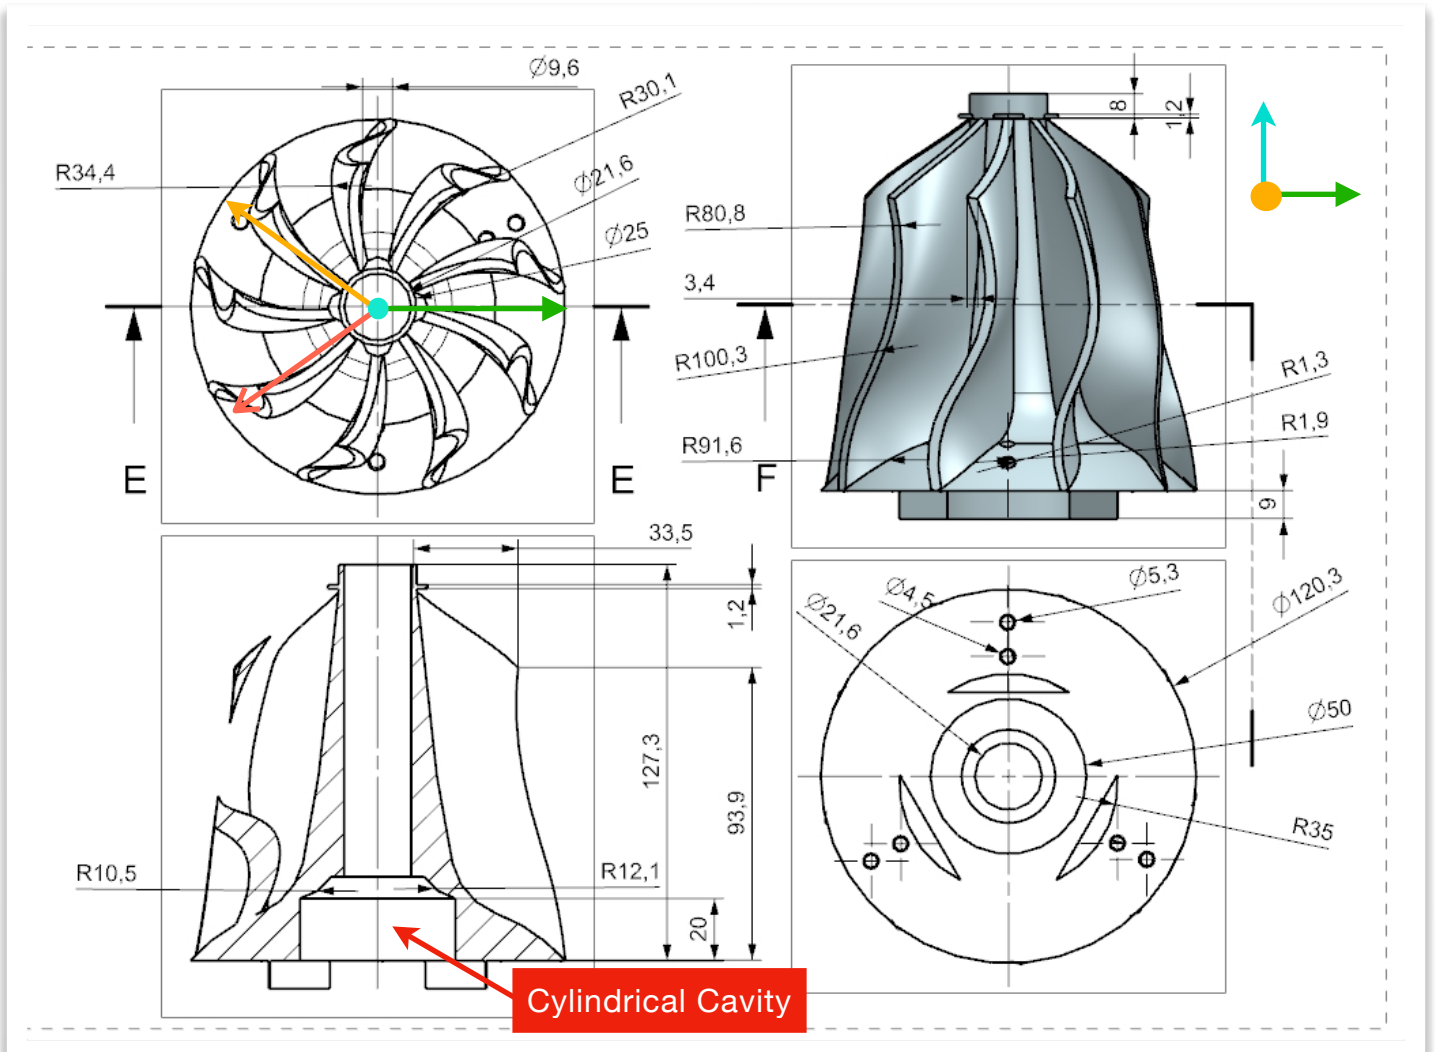 Ø9,6
R30,1
R34,4
Ø21,6
Ø25
E
E
8
1,2
R80,8
3,4
R100,3
R1,3
R91,6
R1,9
F
9
33,5
1,2
127,3
93,9
R10,5
R12,1
20
Cylindrical Cavity
Ø5,3
Ø4,5
Ø120,3
Ø21,6
Ø50
R35